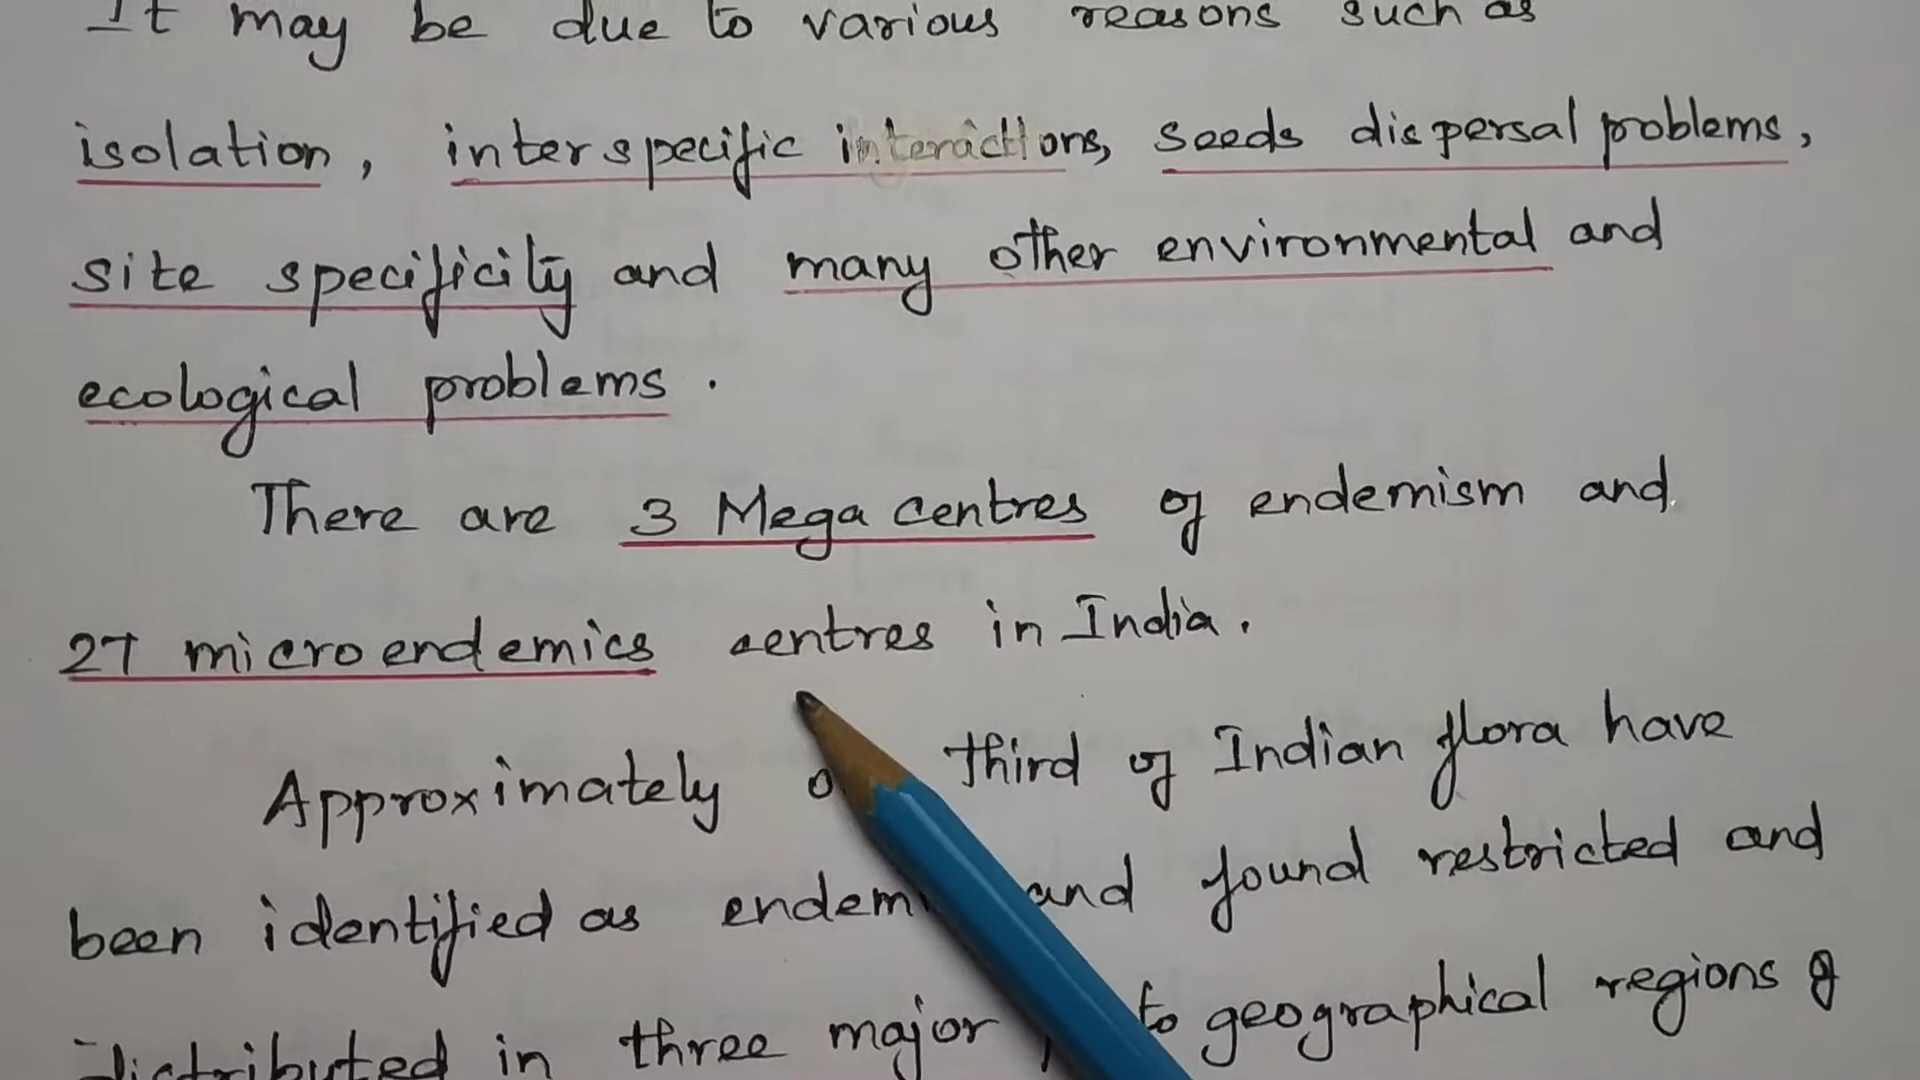 It may be due to various reasons such as
isolation, interspecific interactions, seeds dispersal problems,
site specificity and many other environmental and
ecological problems.
There are 3 Mega centres of endemism and
27 microendemics centres in India.
Approximately third of Indian flora have
been identified as and found restricted and
distributed in three major geographical regions of